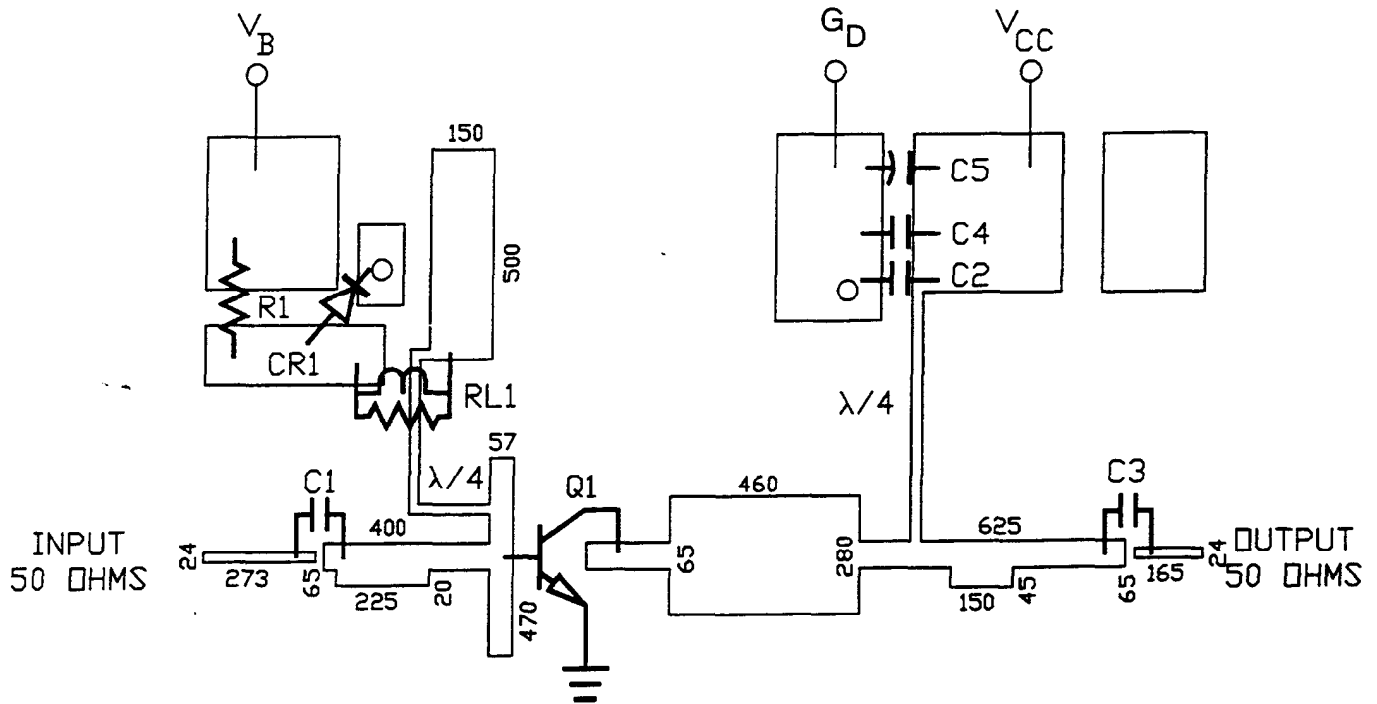 V_B
G_D
V_CC
150
500
C5
C4
C2
R1
CR1
RL1
λ/4
λ/4
57
C1
Q1
460
C3
400
625
INPUT
50 OHMS
24
273
65
225
20
470
65
280
150
45
65
165
24
OUTPUT
50 OHMS